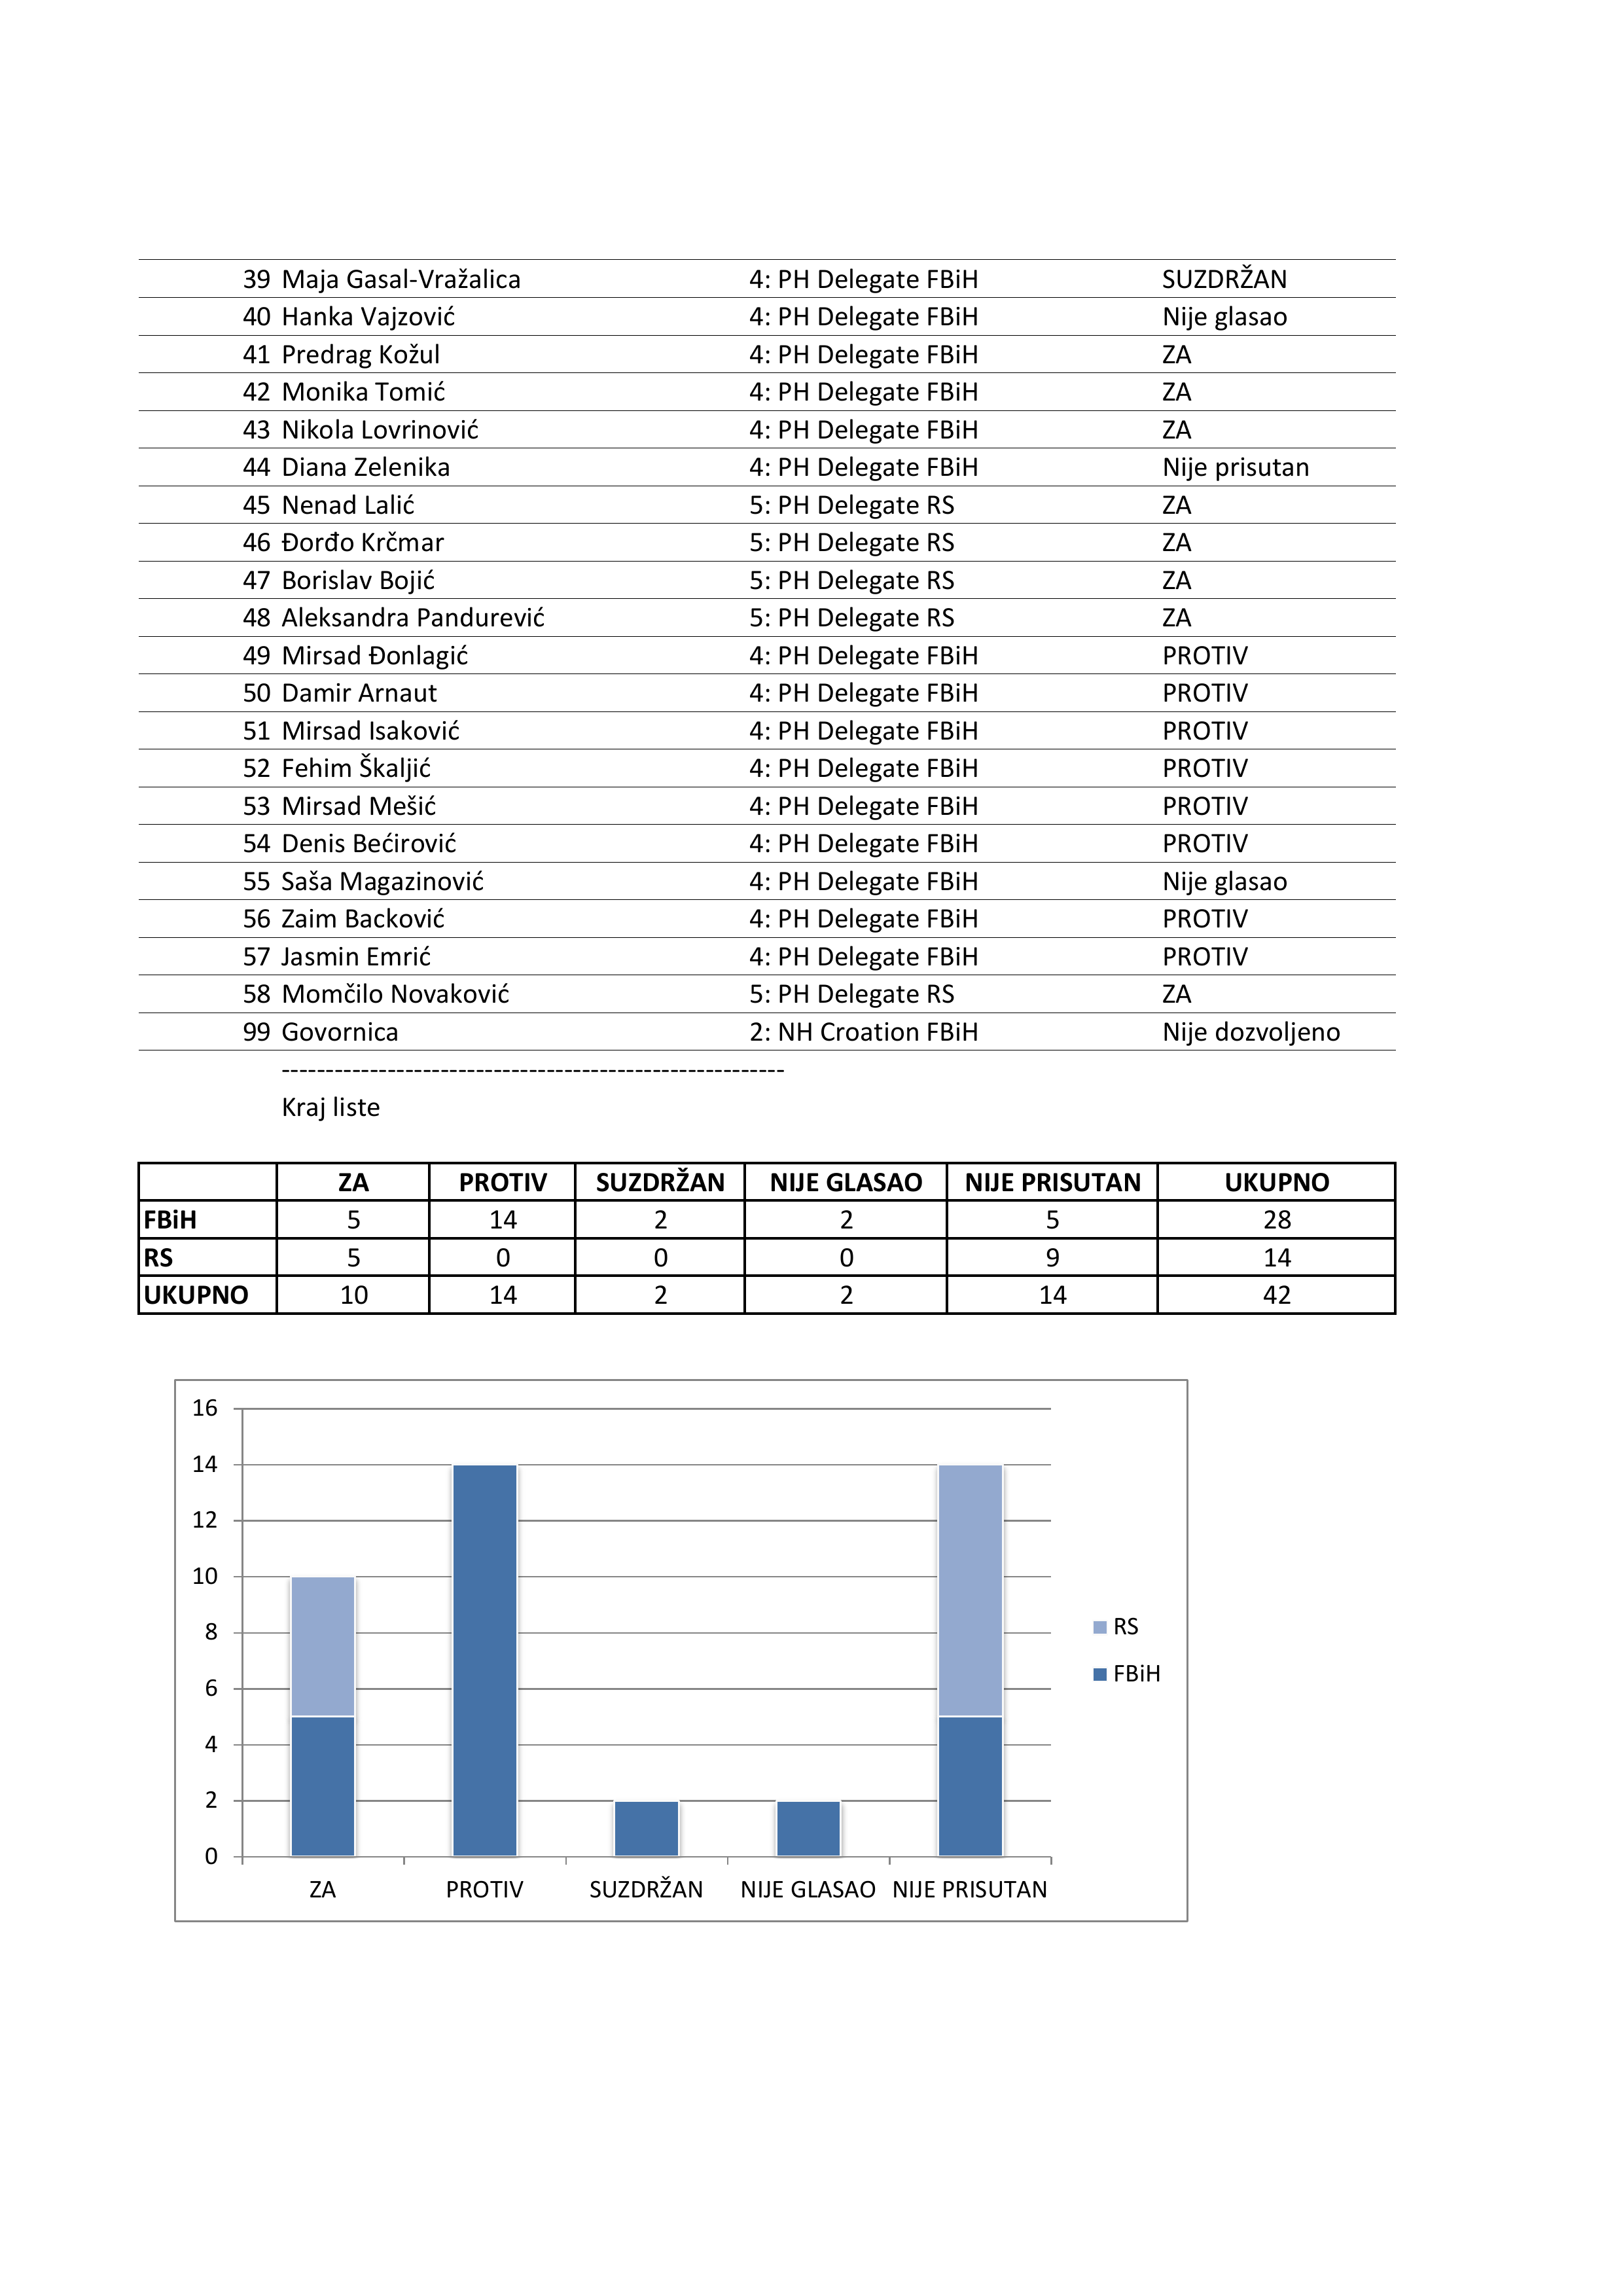 39 Maja Gasal-Vražalica 4: PH Delegate FBiH SUZDRŽAN
40 Hanka Vajzović 4: PH Delegate FBiH Nije glasao
41 Predrag Kožul 4: PH Delegate FBiH ZA
42 Monika Tomić 4: PH Delegate FBiH ZA
43 Nikola Lovrinović 4: PH Delegate FBiH ZA
44 Diana Zelenika 4: PH Delegate FBiH Nije prisutan
45 Nenad Lalić 5: PH Delegate RS ZA
46 Đorđo Krčmar 5: PH Delegate RS ZA
47 Borislav Bojić 5: PH Delegate RS ZA
48 Aleksandra Pandurević 5: PH Delegate RS ZA
49 Mirsad Đonlagić 4: PH Delegate FBiH PROTIV
50 Damir Arnaut 4: PH Delegate FBiH PROTIV
51 Mirsad Isaković 4: PH Delegate FBiH PROTIV
52 Fehim Škaljić 4: PH Delegate FBiH PROTIV
53 Mirsad Mešić 4: PH Delegate FBiH PROTIV
54 Denis Bećirović 4: PH Delegate FBiH PROTIV
55 Saša Magazinović 4: PH Delegate FBiH Nije glasao
56 Zaim Backović 4: PH Delegate FBiH PROTIV
57 Jasmin Emrić 4: PH Delegate FBiH PROTIV
58 Momčilo Novaković 5: PH Delegate RS ZA
99 Govornica 2: NH Croation FBiH Nije dozvoljeno
---------------------------------------------------------
Kraj liste
ZA PROTIV SUZDRŽAN NIJE GLASAO NIJE PRISUTAN UKUPNO
FBiH 5 14 2 2 5 28
RS 5 0 0 0 9 14
UKUPNO 10 14 2 2 14 42
16
14
12
10
8
6
4
2
0
ZA PROTIV SUZDRŽAN NIJE GLASAO NIJE PRISUTAN
RS
FBiH